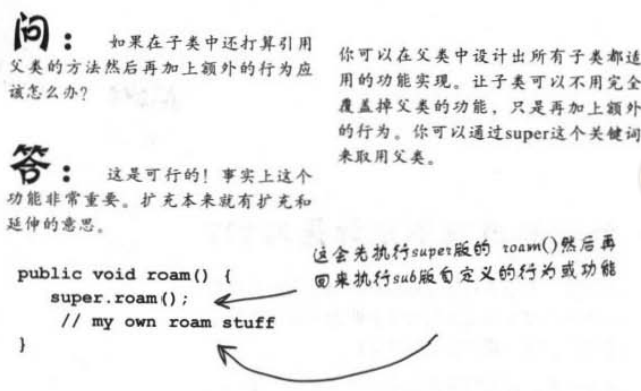 问： 如果在子类中还打算引用
父类的方法然后再加上额外的行为应
该怎么办?
答： 这是可行的! 事实上这个
功能非常重要。扩充本来就有扩充和
延伸的意思。
你可以在父类中设计出所有子类都适
用的功能实现。让子类可以不用完全
覆盖掉父类的功能，只是再加上额外
的行为。你可以通过super这个关键词
来取用父类。
public void roam() {
super.roam();
// my own roam stuff
}
这会先执行super版的 roam()然后再
回来执行sub版自定义的行为或功能